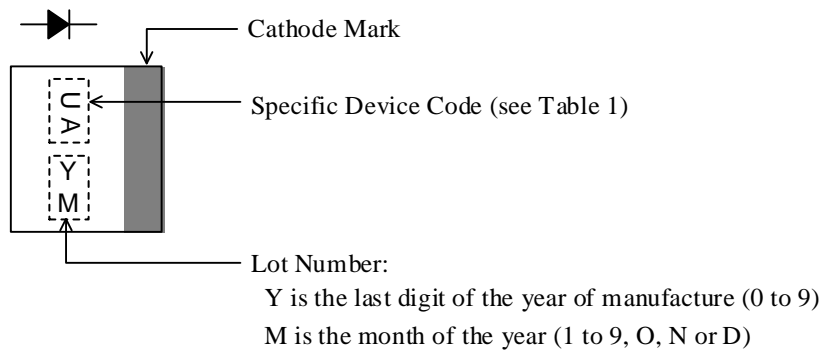 Cathode Mark
UA
Specific Device Code (see Table 1)
Y
M
Lot Number:
Y is the last digit of the year of manufacture (0 to 9)
M is the month of the year (1 to 9, O, N or D)